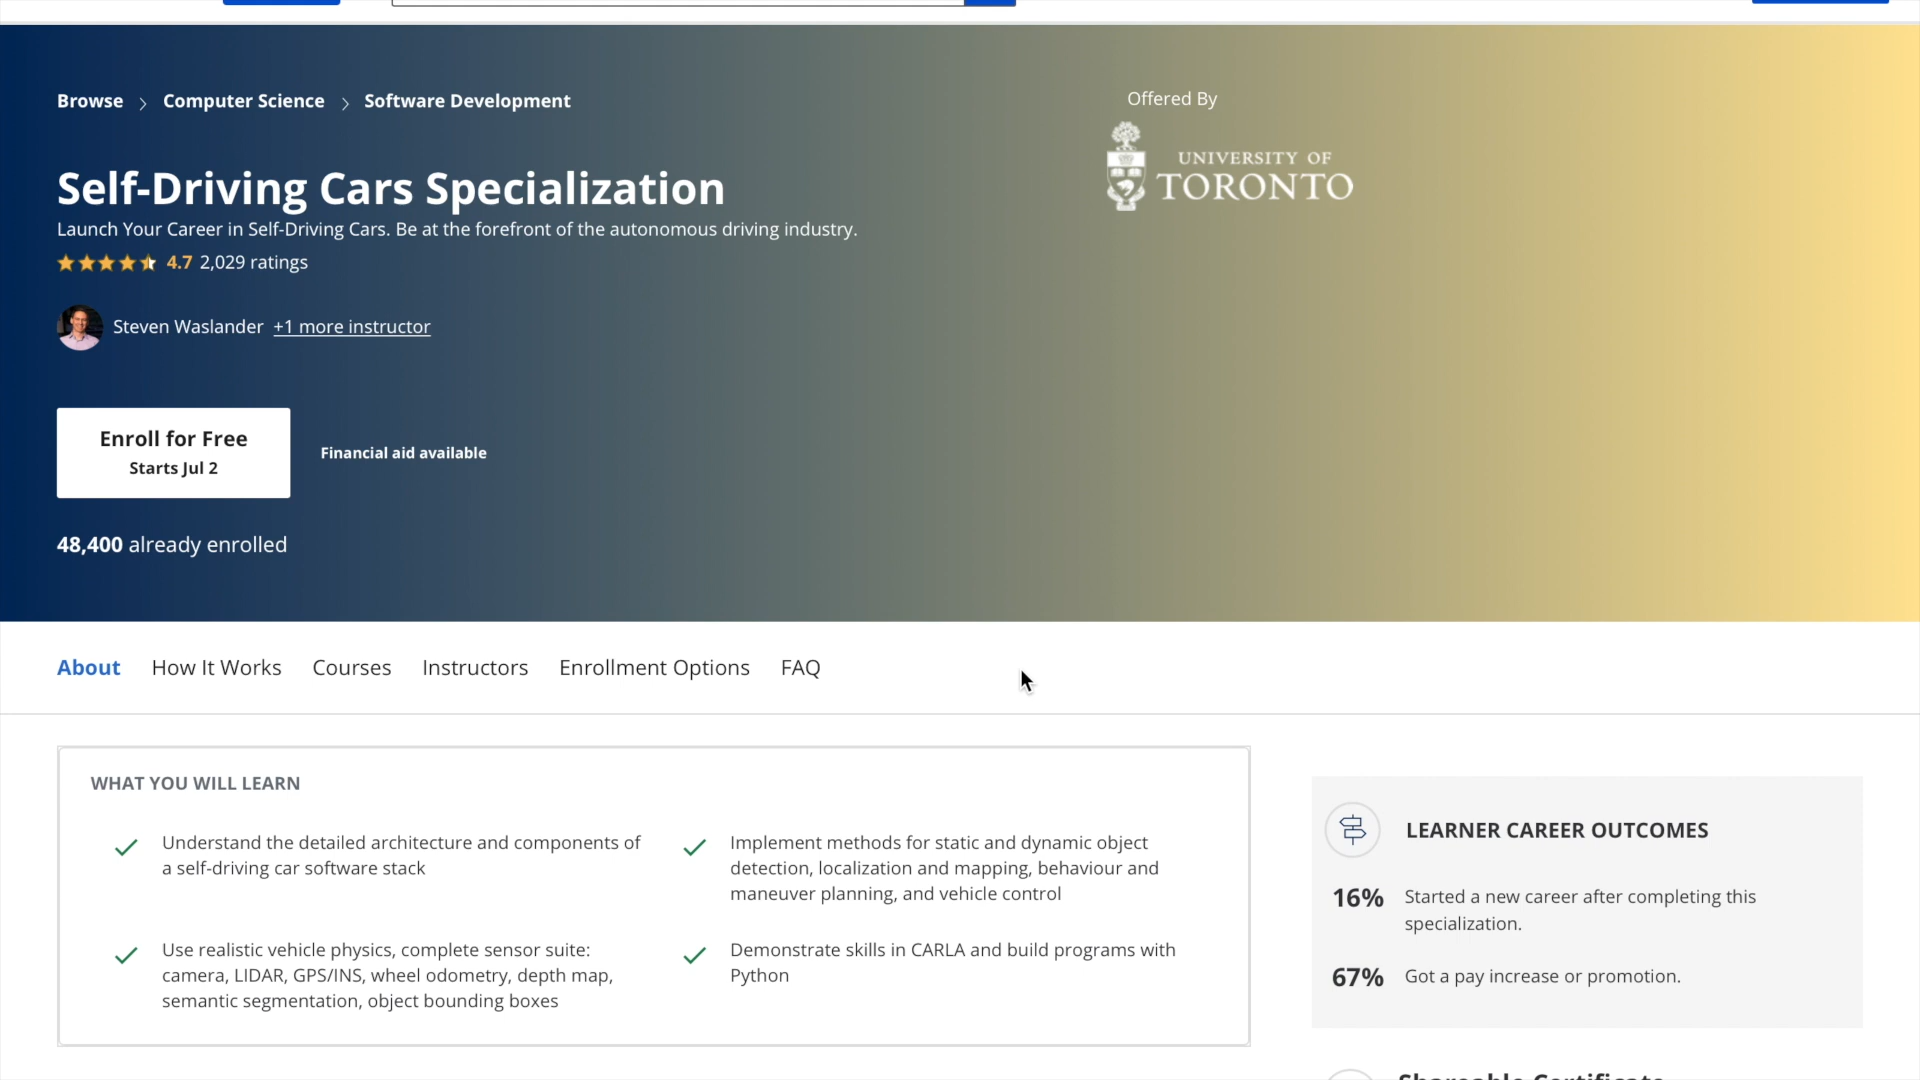 Browse > Computer Science > Software Development
Offered By
UNIVERSITY OF
TORONTO
Self-Driving Cars Specialization
Launch Your Career in Self-Driving Cars. Be at the forefront of the autonomous driving industry.
4.7 2,029 ratings
Steven Waslander +1 more instructor
Enroll for Free
Starts Jul 2
Financial aid available
48,400 already enrolled
About How It Works Courses Instructors Enrollment Options FAQ
WHAT YOU WILL LEARN
Understand the detailed architecture and components of
a self-driving car software stack
Implement methods for static and dynamic object
detection, localization and mapping, behaviour and
maneuver planning, and vehicle control
Use realistic vehicle physics, complete sensor suite:
camera, LIDAR, GPS/INS, wheel odometry, depth map,
semantic segmentation, object bounding boxes
Demonstrate skills in CARLA and build programs with
Python
LEARNER CAREER OUTCOMES
16% Started a new career after completing this
specialization.
67% Got a pay increase or promotion.
Shareable Certificate